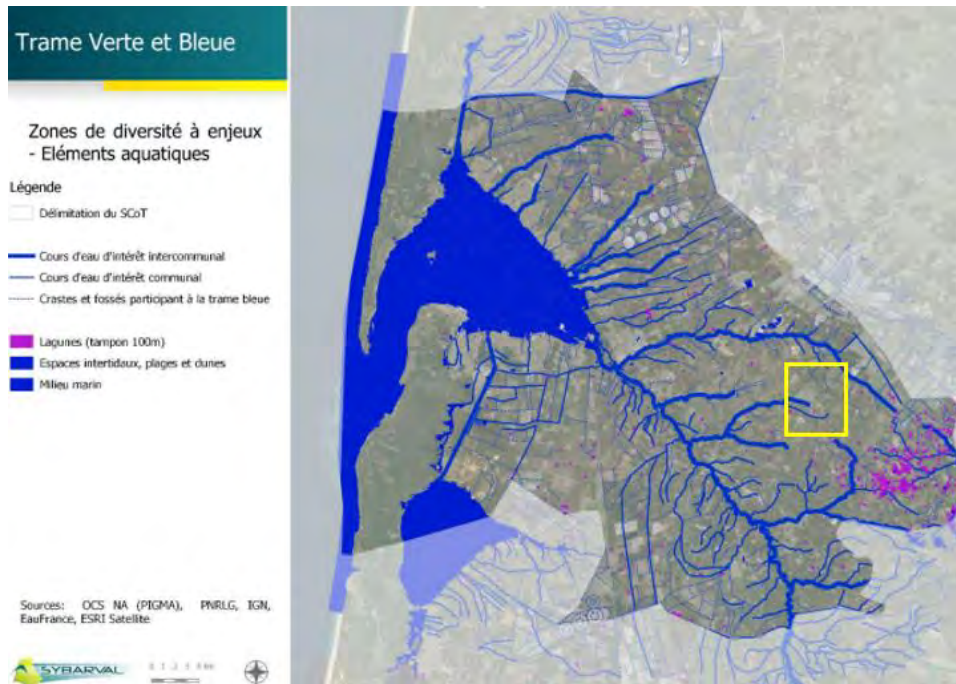 Trame Verte et Bleue
Zones de diversité à enjeux
- Eléments aquatiques
Légende
Délimitation du SCoT
Cours d'eau d'intérêt intercommunal
Cours d'eau d'intérêt communal
Crastes et fossés participant à la trame bleue
Lagunes (tampon 100m)
Espaces intertidaux, plages et dunes
Milieu marin
Sources: OCS NA (PIGMA), PNRLG, IGN,
EauFrance, ESRI Satellite
SYBARVAL